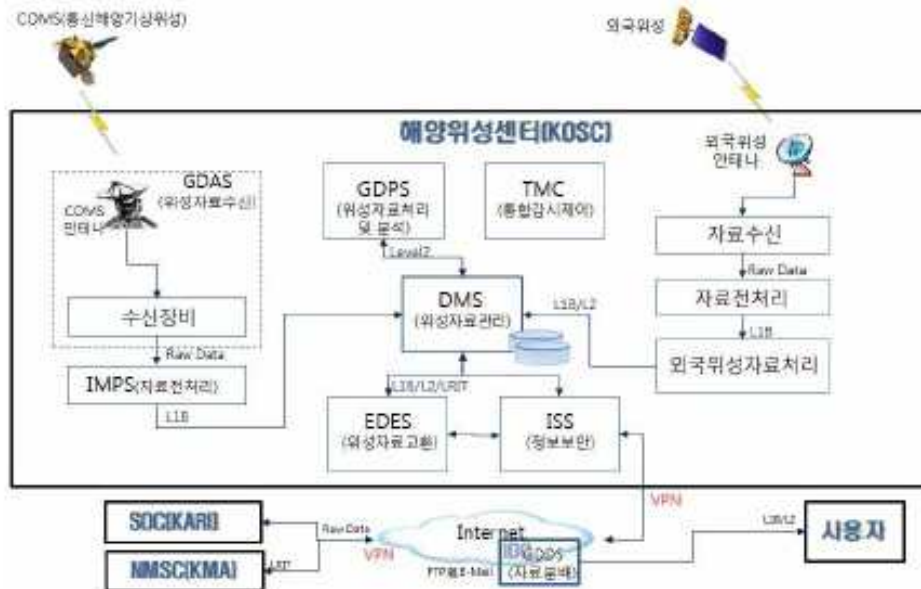 COMS(통신해양기상위성)
외국위성
해양위성센터(KOSC)
외국위성
안테나
GDAS
(위성자료수신)
COMS
안테나
수신장비
Raw Data
IMPS(자료전처리)
L1B
GDPS
(위성자료처리
및 분석)
TMC
(통합감시제어)
Level2
DMS
(위성자료관리)
L1B/L2
L1B/L2/LRIT
EDES
(위성자료교환)
ISS
(정보보안)
자료수신
Raw Data
자료전처리
L1B
외국위성자료처리
VPN
SOC(KARI)
NMSC(KMA)
Raw Data
LRIT
VPN
Internet
GDDS
(자료분배)
FTP및E-Mail
L1B/L2
사용자